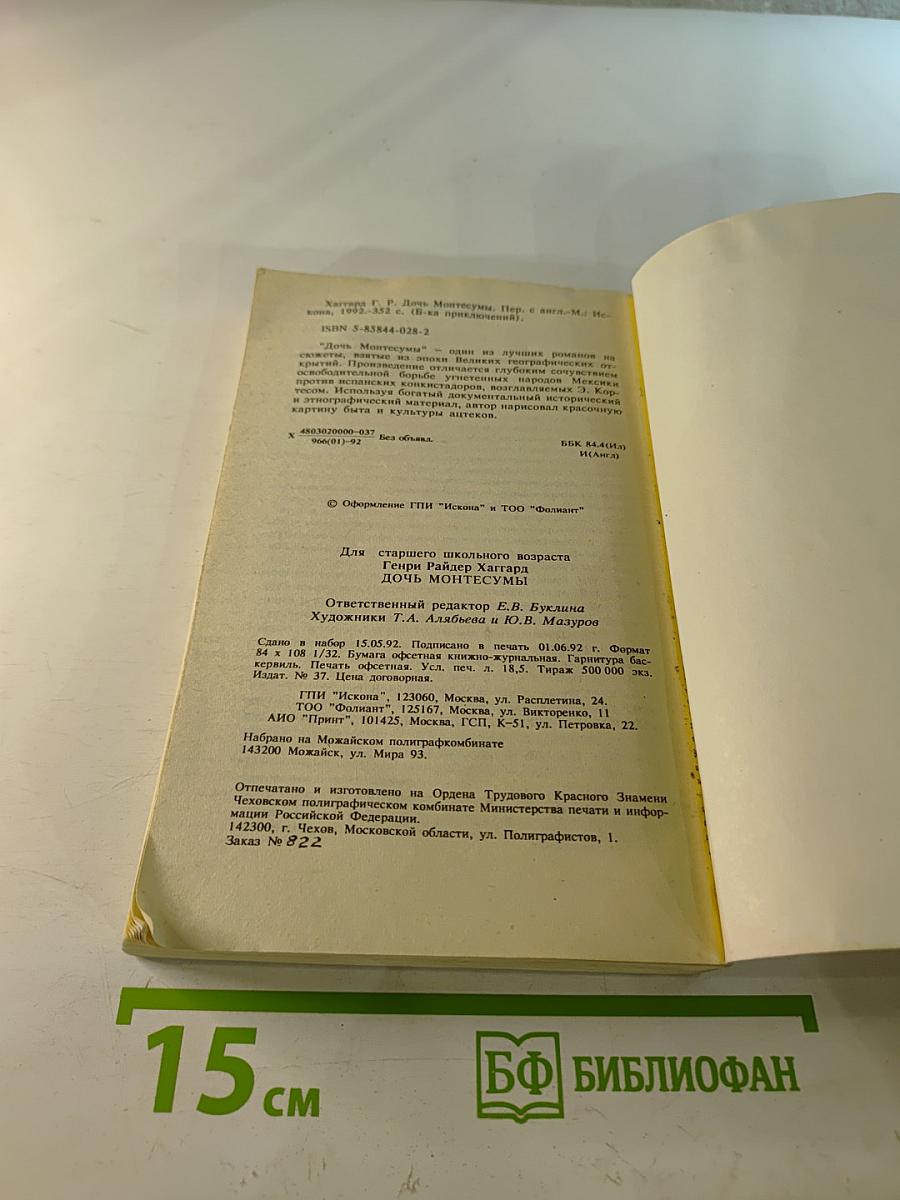 Хаггард Г. Р. Дочь Монтесумы. Пер. с англ.-М.: Ис-
кона, 1992.-352 с. (Б-ка приключений).
ISBN 5-85844-028-2
"Дочь Монтесумы" – один из лучших романов на
сюжеты, взятые из эпохи Великих географических от-
крытий. Произведение отличается глубоким сочувствием
освободительной борьбе угнетенных народов Мексики
против испанских конкистадоров, возглавляемых Э. Кор-
тесом. Используя богатый документальный исторический
и этнографический материал, автор нарисовал красочную
картину быта и культуры ацтеков.
Х 4803020000-037
966(01)-92 Без объявл.
ББК 84.4(Ил)
И(Англ)
© Оформление ГПИ "Искона" и ТОО "Фолиант"
Для старшего школьного возраста
Генри Райдер Хаггард
ДОЧЬ МОНТЕСУМЫ
Ответственный редактор Е.В. Буклина
Художники Т.А. Алябьева и Ю.В. Мазуров
Сдано в набор 15.05.92. Подписано в печать 01.06.92 г. Формат
84 х 108 1/32. Бумага офсетная книжно-журнальная. Гарнитура бас-
кервиль. Печать офсетная. Усл. печ. л. 18,5. Тираж 500 000 экз.
Издат. № 37. Цена договорная.
ГПИ "Искона", 123060, Москва, ул. Расплетина, 24.
ТОО "Фолиант", 125167, Москва, ул. Викторенко, 11
АИО "Принт", 101425, Москва, ГСП, К-51, ул. Петровка, 22.
Набрано на Можайском полиграфкомбинате
143200 Можайск, ул. Мира 93.
Отпечатано и изготовлено на Ордена Трудового Красного Знамени
Чеховском полиграфическом комбинате Министерства печати и инфор-
мации Российской Федерации.
142300, г. Чехов, Московской области, ул. Полиграфистов, 1.
Заказ № 822
15 см
БФ БИБЛИОФАН